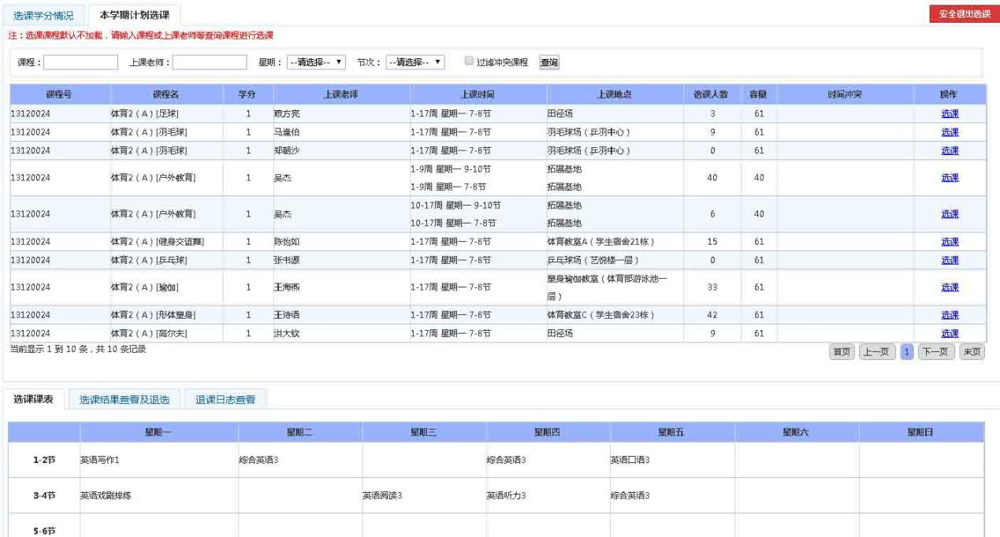 选课学分情况 本学期计划选课 安全退出选课
注：选课课程默认不加载，请输入课程或上课老师等查询课程进行选课
课程： 上课老师： 星期： --请选择-- 节次： --请选择-- 过滤冲突课程 查询
课程号 课程名 学分 上课老师 上课时间 上课地点 选课人数 容量 时间冲突 操作
13120024 体育2（A）[足球] 1 顾方亮 1-17周 星期一 7-8节 田径场 3 61 选课
13120024 体育2（A）[羽毛球] 1 马逢伯 1-17周 星期一 7-8节 羽毛球场（乒羽中心） 9 61 选课
13120024 体育2（A）[羽毛球] 1 郑朝沙 1-17周 星期一 7-8节 羽毛球场（乒羽中心） 0 61 选课
13120024 体育2（A）[户外教育] 1 吴杰 1-9周 星期一 9-10节 拓展基地 40 40 选课
1-9周 星期一 7-8节 拓展基地
13120024 体育2（A）[户外教育] 1 吴杰 10-17周 星期一 9-10节 拓展基地 6 40 选课
10-17周 星期一 7-8节 拓展基地
13120024 体育2（A）[健身交谊舞] 1 陈怡如 1-17周 星期一 7-8节 体育教室A（学生宿舍21栋） 15 61 选课
13120024 体育2（A）[乒乓球] 1 张书源 1-17周 星期一 7-8节 乒乓球场（艺悦楼一层） 0 61 选课
13120024 体育2（A）[瑜伽] 1 王海燕 1-17周 星期一 7-8节 塑身瑜伽教室（体育部游泳池一 33 61 选课
层）
13120024 体育2（A）[形体塑身] 1 王诗语 1-17周 星期一 7-8节 体育教室C（学生宿舍23栋） 42 61 选课
13120024 体育2（A）[高尔夫] 1 洪大钦 1-17周 星期一 7-8节 田径场 9 61 选课
当前显示 1 到 10 条，共 10 条记录 首页 上一页 1 下一页 末页
选课课表 选课结果查看及退选 退课日志查看
星期一 星期二 星期三 星期四 星期五 星期六 星期日
1-2节 英语写作1 综合英语3 综合英语3 英语口语3
3-4节 英语戏剧排练 英语阅读3 英语听力3 综合英语3
5-6节